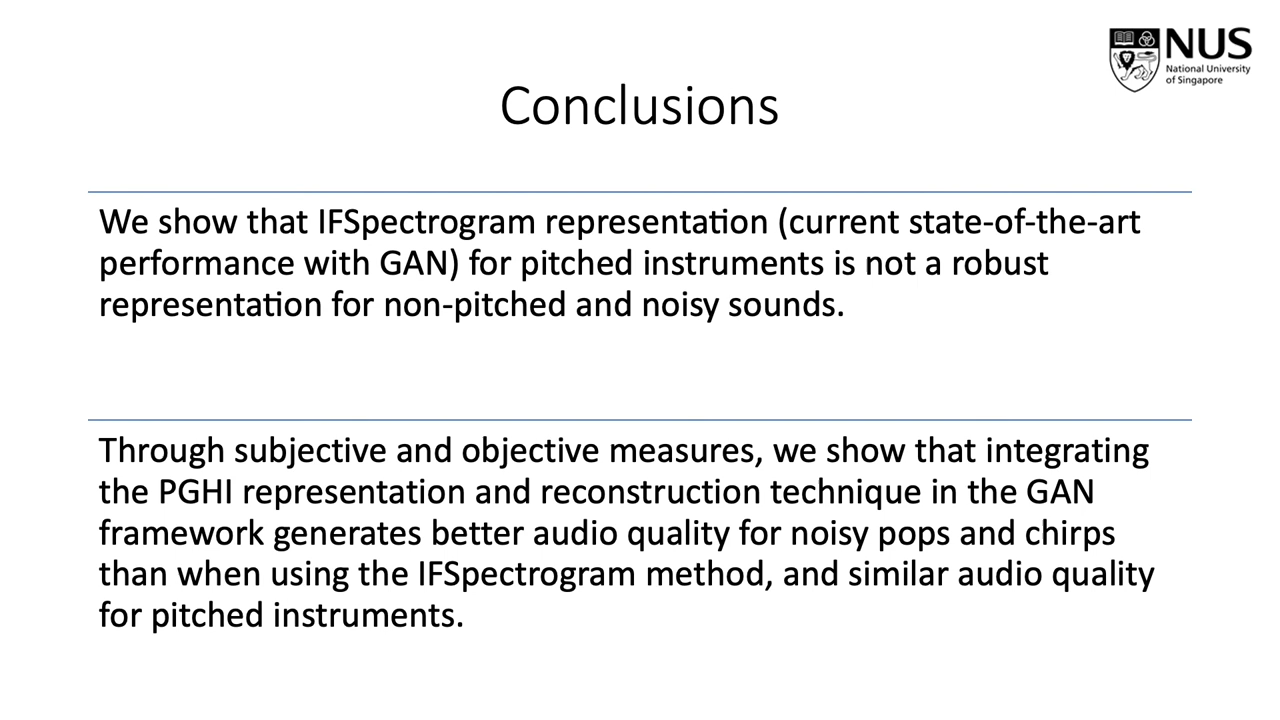 NUS
National University
of Singapore
Conclusions
We show that IFSpectrogram representation (current state-of-the-art
performance with GAN) for pitched instruments is not a robust
representation for non-pitched and noisy sounds.
Through subjective and objective measures, we show that integrating
the PGHI representation and reconstruction technique in the GAN
framework generates better audio quality for noisy pops and chirps
than when using the IFSpectrogram method, and similar audio quality
for pitched instruments.